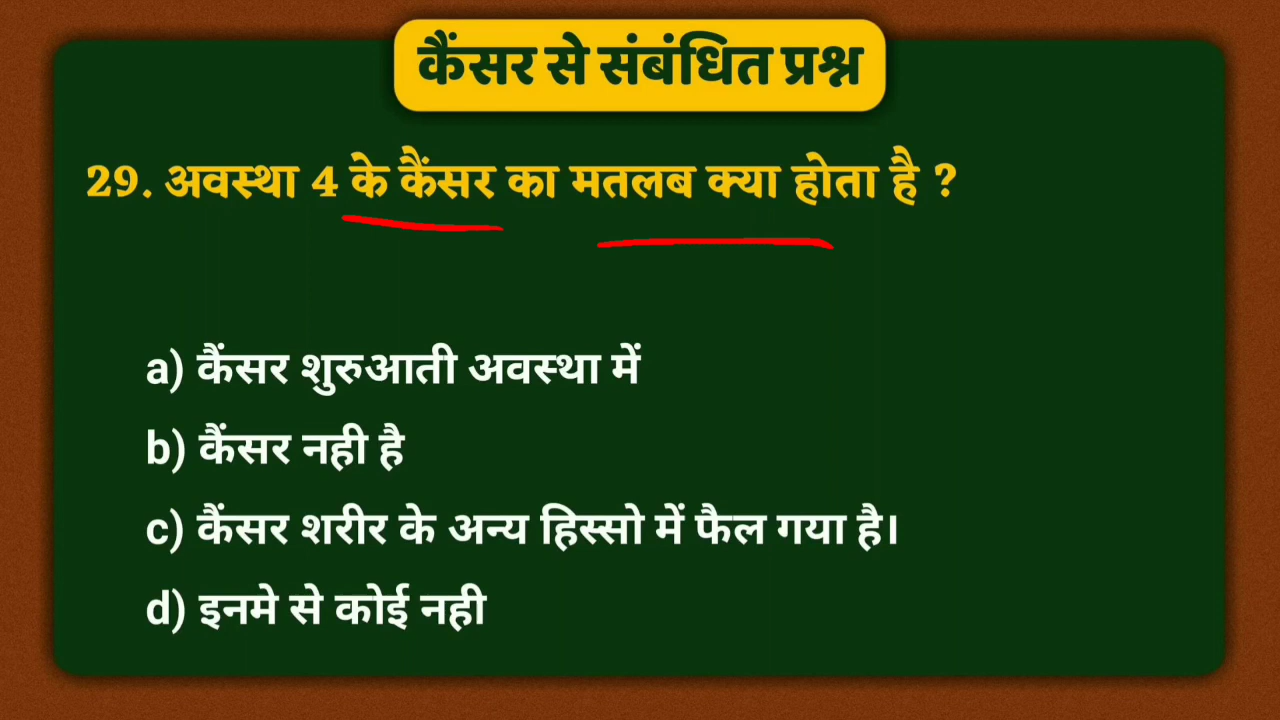 कैंसर से संबंधित प्रश्न
29. अवस्था 4 के कैंसर का मतलब क्या होता है ?
a) कैंसर शुरुआती अवस्था में
b) कैंसर नही है
c) कैंसर शरीर के अन्य हिस्सो में फैल गया है।
d) इनमे से कोई नही